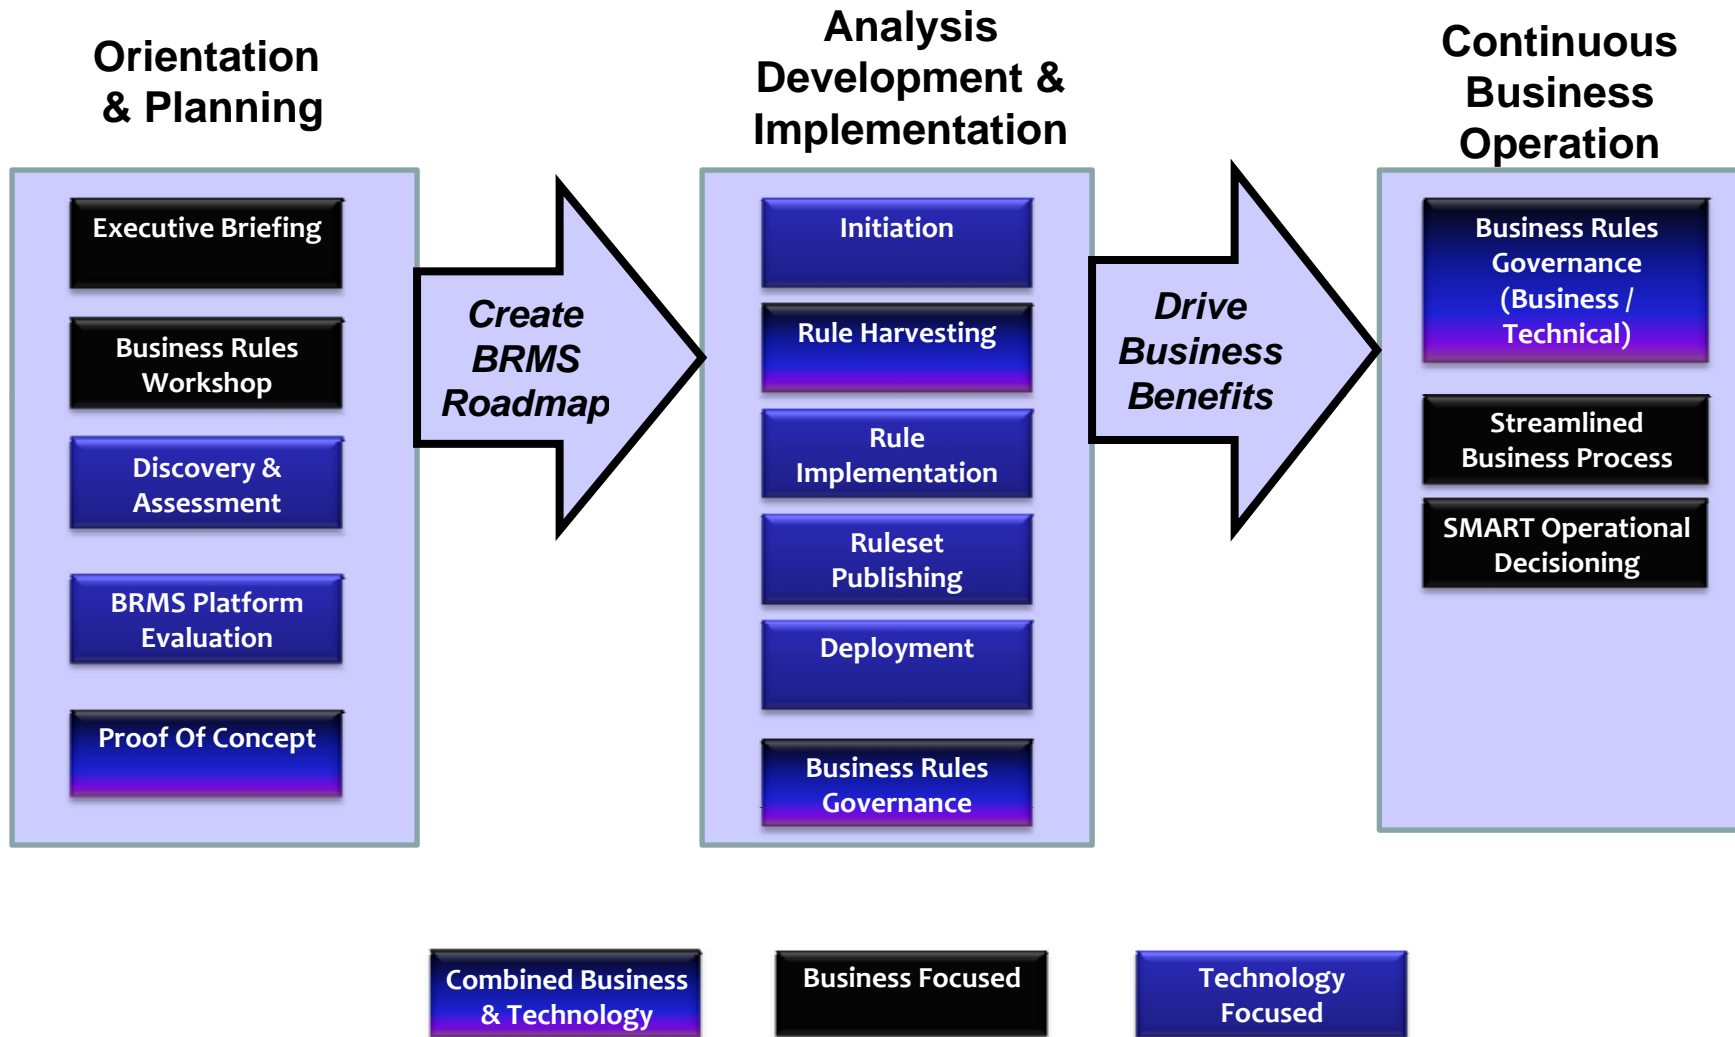 Orientation
& Planning
Executive Briefing
Business Rules
Workshop
Discovery &
Assessment
BRMS Platform
Evaluation
Proof Of Concept
Create
BRMS
Roadmap
Analysis
Development &
Implementation
Initiation
Rule Harvesting
Rule
Implementation
Ruleset
Publishing
Deployment
Business Rules
Governance
Drive
Business
Benefits
Continuous
Business
Operation
Business Rules
Governance
(Business /
Technical)
Streamlined
Business Process
SMART Operational
Decisioning
Combined Business
& Technology
Business Focused
Technology
Focused